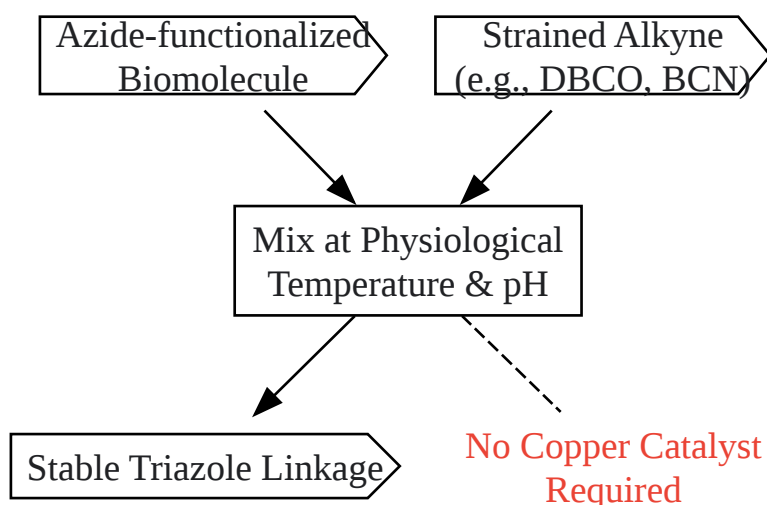 Azide-functionalized
Biomolecule
Strained Alkyne
(e.g., DBCO, BCN)
Mix at Physiological
Temperature & pH
Stable Triazole Linkage
No Copper Catalyst
Required